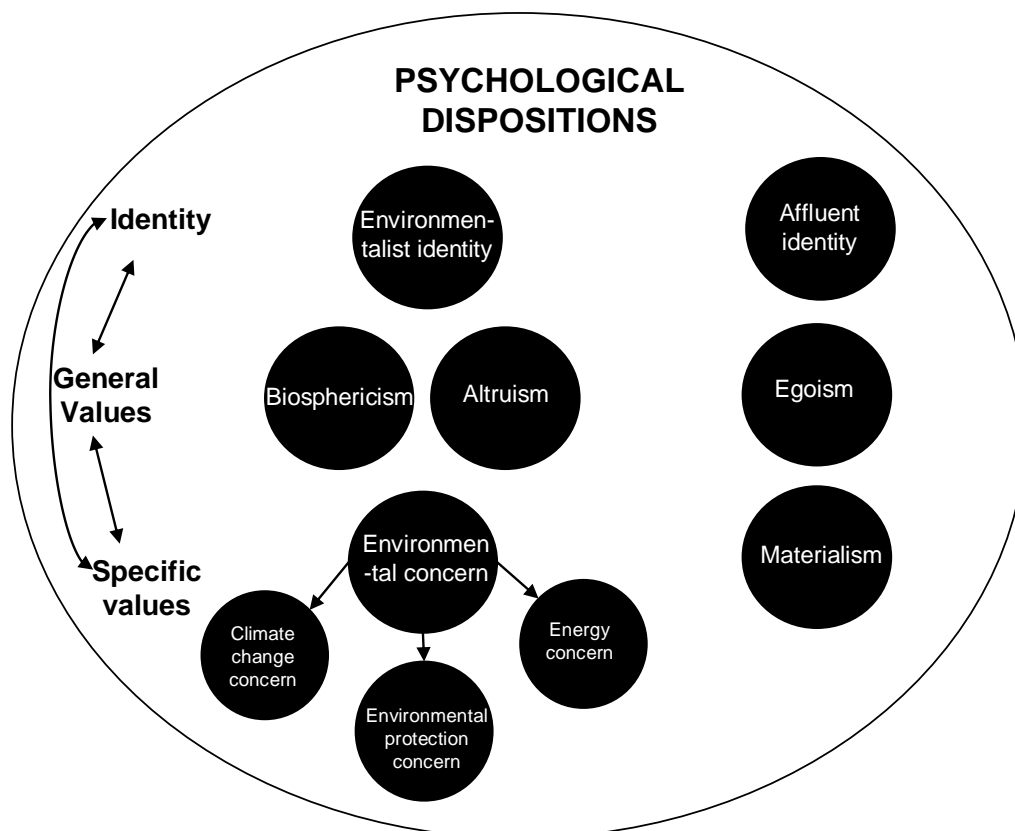 PSYCHOLOGICAL
DISPOSITIONS
Identity
Environmen-
talist identity
Affluent
identity
General
Values
Biosphericism
Altruism
Egoism
Specific
values
Environmen
-tal concern
Materialism
Climate
change
concern
Environmental
protection
concern
Energy
concern